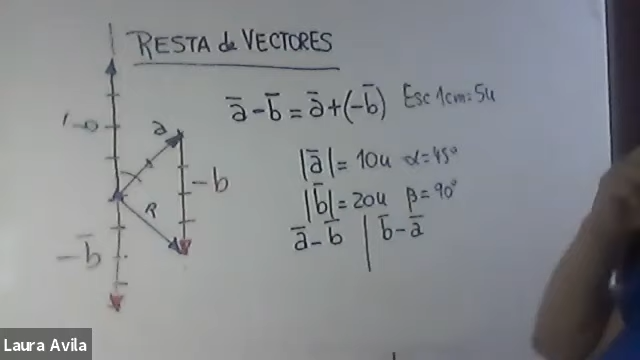 RESTA de VECTORES
a̅ - b̅ = a̅ + (-b̅) Esc 1cm=5u
|a̅| = 10u α=45°
|b̅| = 20u β=90°
a̅ - b̅ | b̅ - a̅
a
-b
R
-b̅
Laura Avila